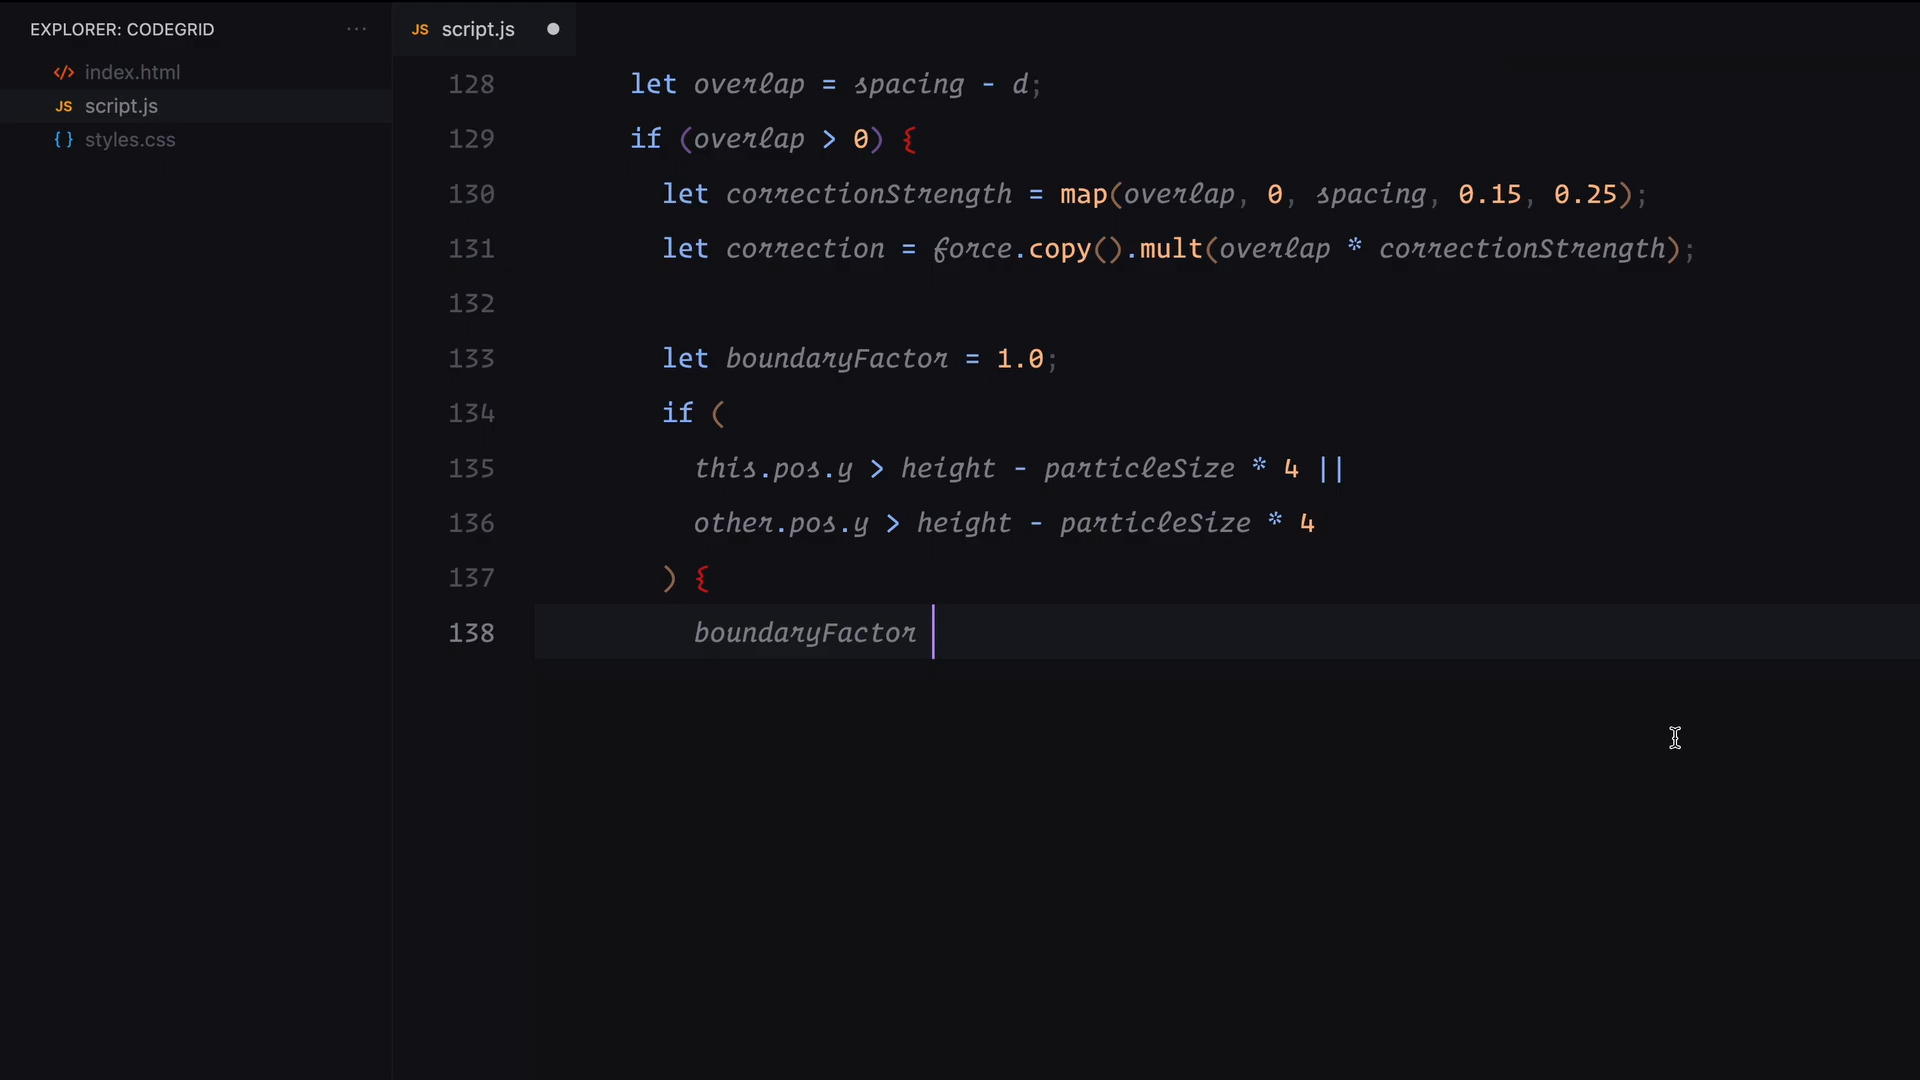 EXPLORER: CODEGRID ...
</> index.html
JS script.js
{ } styles.css
JS script.js
128 let overlap = spacing - d;
129 if (overlap > 0) {
130 let correctionStrength = map(overlap, 0, spacing, 0.15, 0.25);
131 let correction = force.copy().mult(overlap * correctionStrength);
132
133 let boundaryFactor = 1.0;
134 if (
135 this.pos.y > height - particleSize * 4 ||
136 other.pos.y > height - particleSize * 4
137 ) {
138 boundaryFactor